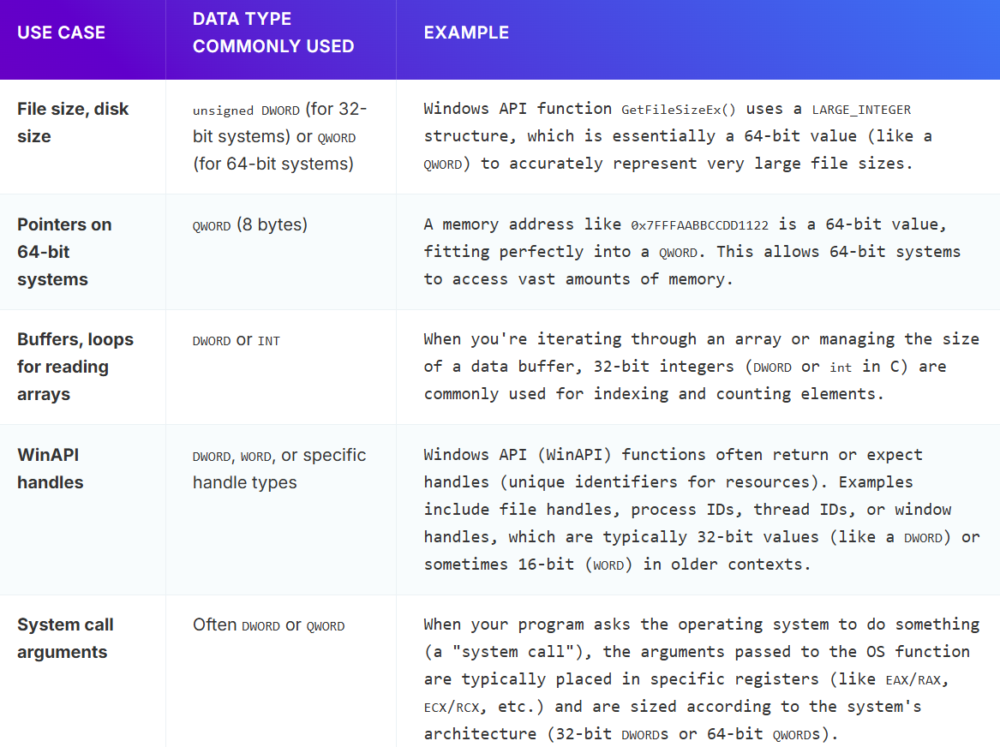 USE CASE
DATA TYPE
COMMONLY USED
EXAMPLE
File size, disk
size
unsigned DWORD (for 32-
bit systems) or QWORD
(for 64-bit systems)
Windows API function GetFileSizeEx() uses a LARGE_INTEGER
structure, which is essentially a 64-bit value (like a
QWORD) to accurately represent very large file sizes.
Pointers on
64-bit
systems
QWORD (8 bytes)
A memory address like 0x7FFFAABBCCDD1122 is a 64-bit value,
fitting perfectly into a QWORD. This allows 64-bit systems
to access vast amounts of memory.
Buffers, loops
for reading
arrays
DWORD or INT
When you're iterating through an array or managing the size
of a data buffer, 32-bit integers (DWORD or int in C) are
commonly used for indexing and counting elements.
WinAPI
handles
DWORD, WORD, or specific
handle types
Windows API (WinAPI) functions often return or expect
handles (unique identifiers for resources). Examples
include file handles, process IDs, thread IDs, or window
handles, which are typically 32-bit values (like a DWORD) or
sometimes 16-bit (WORD) in older contexts.
System call
arguments
Often DWORD or QWORD
When your program asks the operating system to do something
(a "system call"), the arguments passed to the OS function
are typically placed in specific registers (like EAX/RAX,
ECX/RCX, etc.) and are sized according to the system's
architecture (32-bit DWORDs or 64-bit QWORDs).